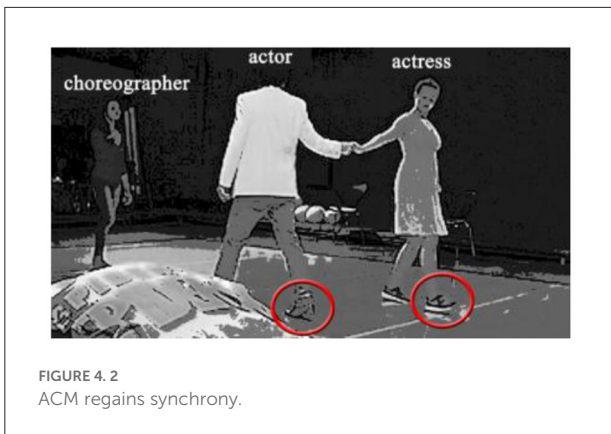 actor
actress
choreographer
FIGURE 4. 2
ACM regains synchrony.